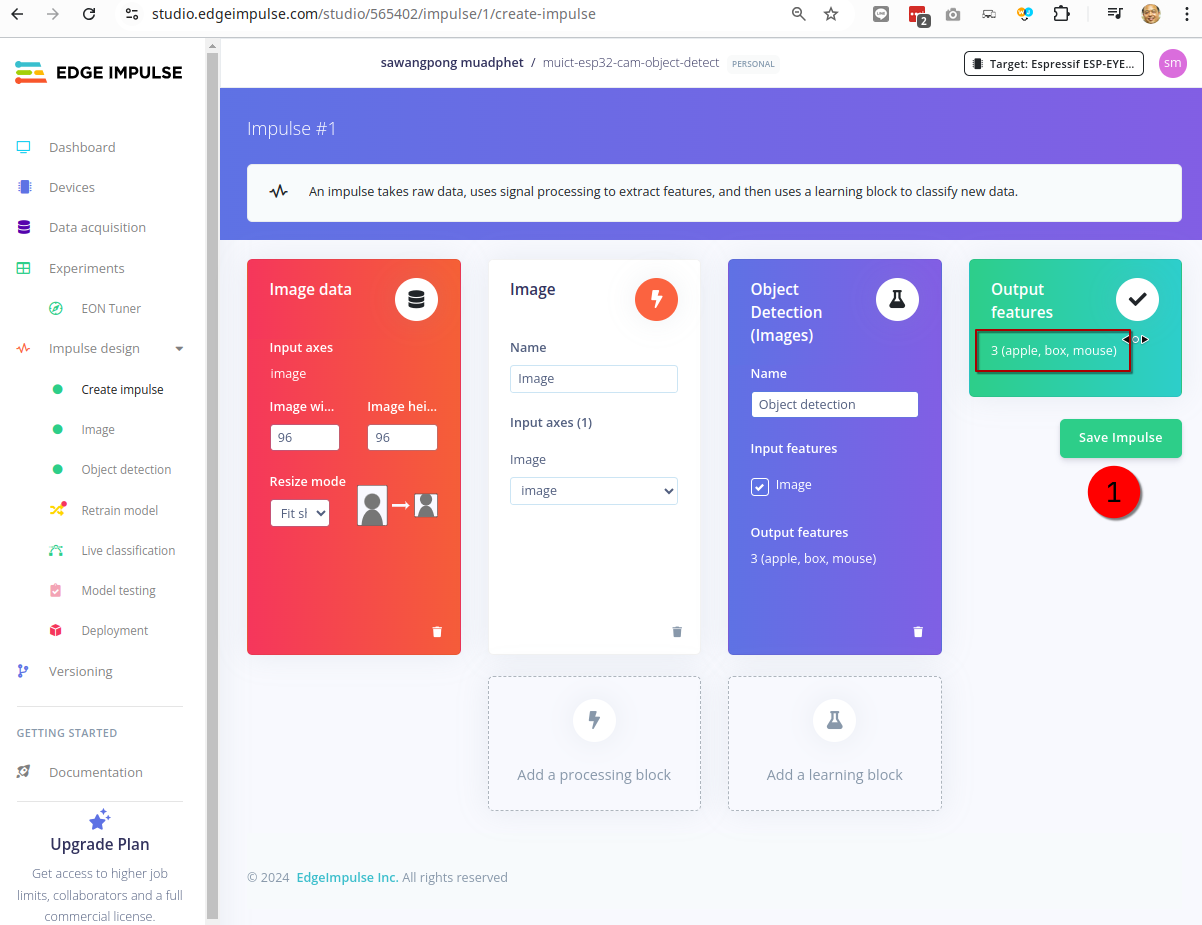 studio.edgeimpulse.com/studio/565402/impulse/1/create-impulse
2
EDGE IMPULSE
sawangpong muadphet / muict-esp32-cam-object-detect PERSONAL
Target: Espressif ESP-EYE...
sm
Dashboard
Devices
Data acquisition
Experiments
EON Tuner
Impulse design
Create impulse
Image
Object detection
Retrain model
Live classification
Model testing
Deployment
Versioning
GETTING STARTED
Documentation
Upgrade Plan
Get access to higher job
limits, collaborators and a full
commercial license.
Impulse #1
An impulse takes raw data, uses signal processing to extract features, and then uses a learning block to classify new data.
Image data
Input axes
image
Image wi... Image hei...
96 96
Resize mode
Fit sl
Image
Name
Image
Input axes (1)
Image
image
Object
Detection
(Images)
Name
Object detection
Input features
Image
Output features
3 (apple, box, mouse)
Output
features
3 (apple, box, mouse)
Save Impulse
1
Add a processing block
Add a learning block
© 2024 EdgeImpulse Inc. All rights reserved